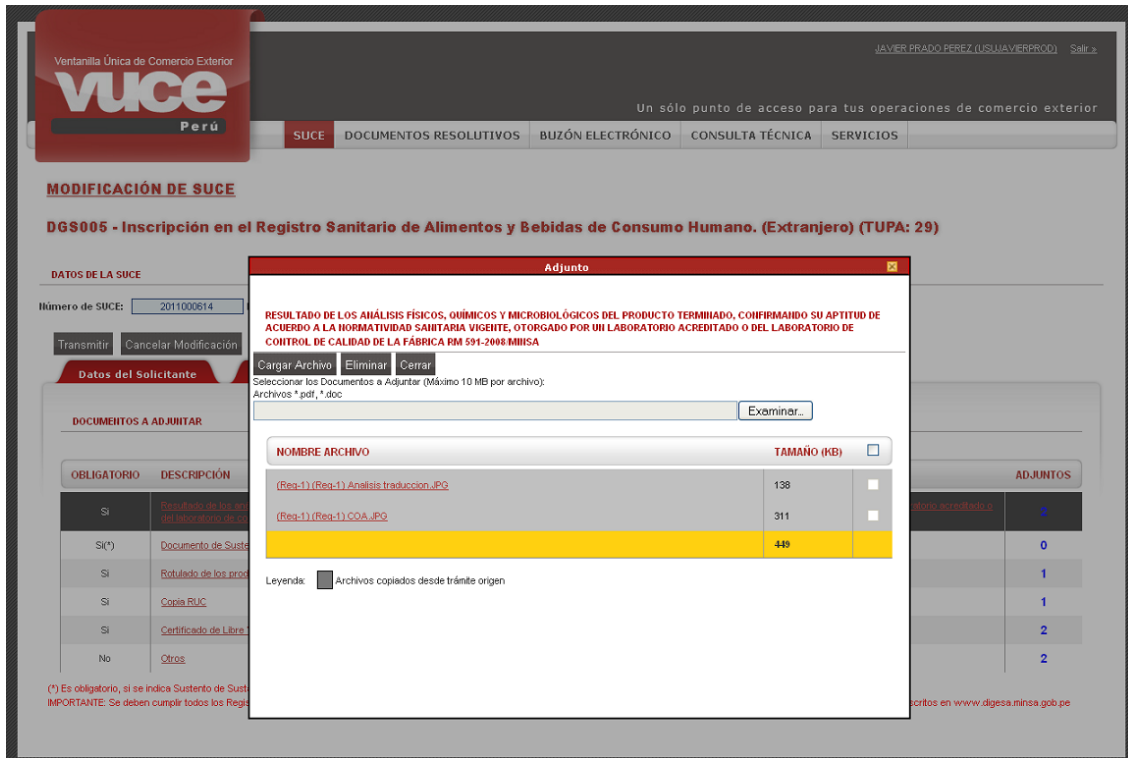 JAVIER PRADO PEREZ (USUJAVIERPROD) Salir »
Ventanilla Única de Comercio Exterior
vuce
Perú
Un sólo punto de acceso para tus operaciones de comercio exterior
SUCE DOCUMENTOS RESOLUTIVOS BUZÓN ELECTRÓNICO CONSULTA TÉCNICA SERVICIOS
MODIFICACIÓN DE SUCE
DGS005 - Inscripción en el Registro Sanitario de Alimentos y Bebidas de Consumo Humano. (Extranjero) (TUPA: 29)
DATOS DE LA SUCE
Número de SUCE: 2011000614
Transmitir Cancelar Modificación
Datos del Solicitante
DOCUMENTOS A ADJUNTAR
OBLIGATORIO DESCRIPCIÓN ADJUNTOS
Si Resultado de los
del laboratorio de
atorio acreditado o
Si(*) Documento de 0
Si Rotulado de los 1
Si Copia RUC 1
Si Certificado de Libre 2
No Otros 2
(*) Es obligatorio, si se indica Sustento de
IMPORTANTE: Se deben cumplir todos los
scritos en www.digesa.minsa.gob.pe
Adjunto
RESULTADO DE LOS ANÁLISIS FÍSICOS, QUÍMICOS Y MICROBIOLÓGICOS DEL PRODUCTO TERMINADO, CONFIRMANDO SU APTITUD DE
ACUERDO A LA NORMATIVIDAD SANITARIA VIGENTE, OTORGADO POR UN LABORATORIO ACREDITADO O DEL LABORATORIO DE
CONTROL DE CALIDAD DE LA FÁBRICA RM 591-2008/MINSA
Cargar Archivo Eliminar Cerrar
Seleccionar los Documentos a Adjuntar (Máximo 10 MB por archivo):
Archivos *.pdf, *.doc
Examinar...
NOMBRE ARCHIVO TAMAÑO (KB)
(Req-1) (Req-1) Analisis traduccion.JPG 138
(Req-1) (Req-1) COA.JPG 311
449
Leyenda: Archivos copiados desde trámite origen